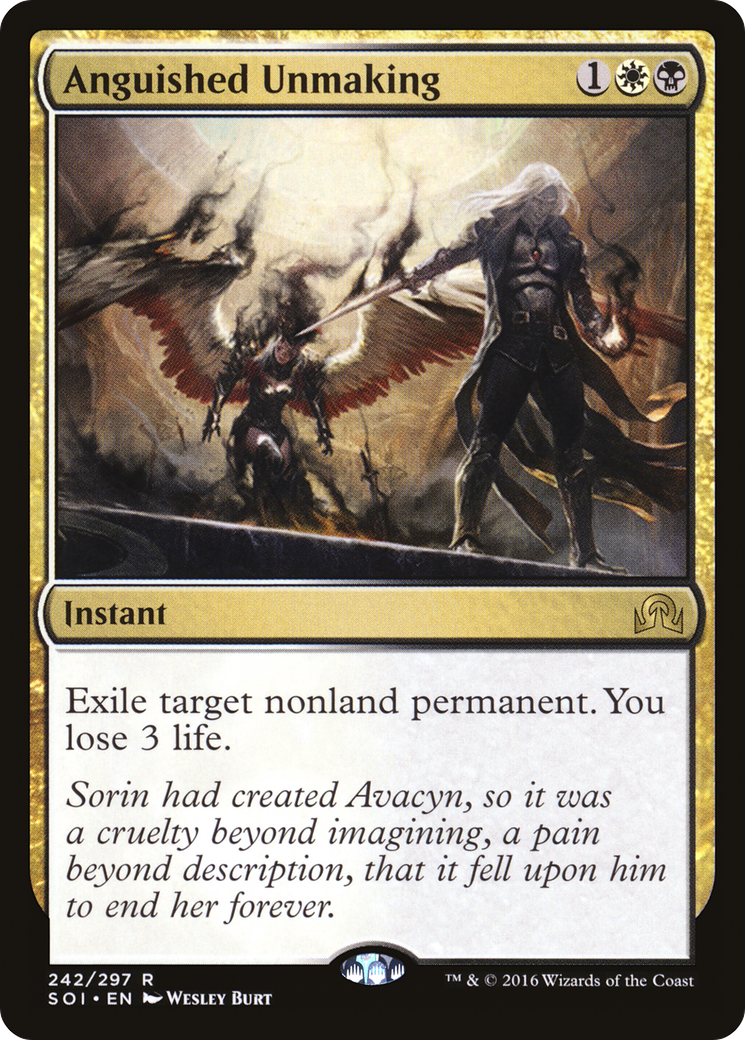 Anguished Unmaking 1
Instant
Exile target nonland permanent. You
lose 3 life.
Sorin had created Avacyn, so it was
a cruelty beyond imagining, a pain
beyond description, that it fell upon him
to end her forever.
242/297 R
SOI • EN Wesley Burt
™ & © 2016 Wizards of the Coast